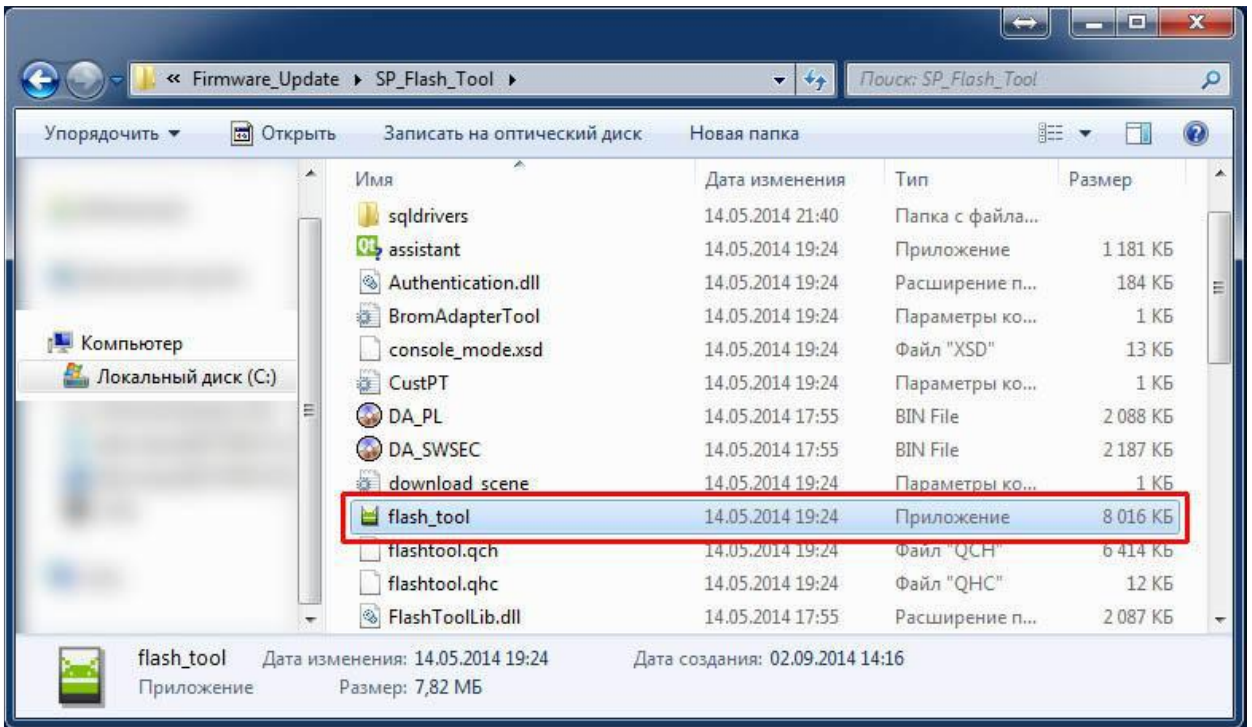 « Firmware_Update ▸ SP_Flash_Tool ▸ Поиск: SP_Flash_Tool
Упорядочить ▾ Открыть Записать на оптический диск Новая папка
Имя Дата изменения Тип Размер
sqldrivers 14.05.2014 21:40 Папка с файла...
assistant 14.05.2014 19:24 Приложение 1 181 КБ
Authentication.dll 14.05.2014 19:24 Расширение п... 184 КБ
BromAdapterTool 14.05.2014 19:24 Параметры ко... 1 КБ
Компьютер
console_mode.xsd 14.05.2014 19:24 Файл "XSD" 13 КБ
Локальный диск (C:)
CustPT 14.05.2014 19:24 Параметры ко... 1 КБ
DA_PL 14.05.2014 17:55 BIN File 2 088 КБ
DA_SWSEC 14.05.2014 17:55 BIN File 2 187 КБ
download_scene 14.05.2014 19:24 Параметры ко... 1 КБ
flash_tool 14.05.2014 19:24 Приложение 8 016 КБ
flashtool.qch 14.05.2014 19:24 Файл "QCH" 6 414 КБ
flashtool.qhc 14.05.2014 19:24 Файл "QHC" 12 КБ
FlashToolLib.dll 14.05.2014 17:55 Расширение п... 2 087 КБ
flash_tool Дата изменения: 14.05.2014 19:24 Дата создания: 02.09.2014 14:16
Приложение Размер: 7,82 МБ